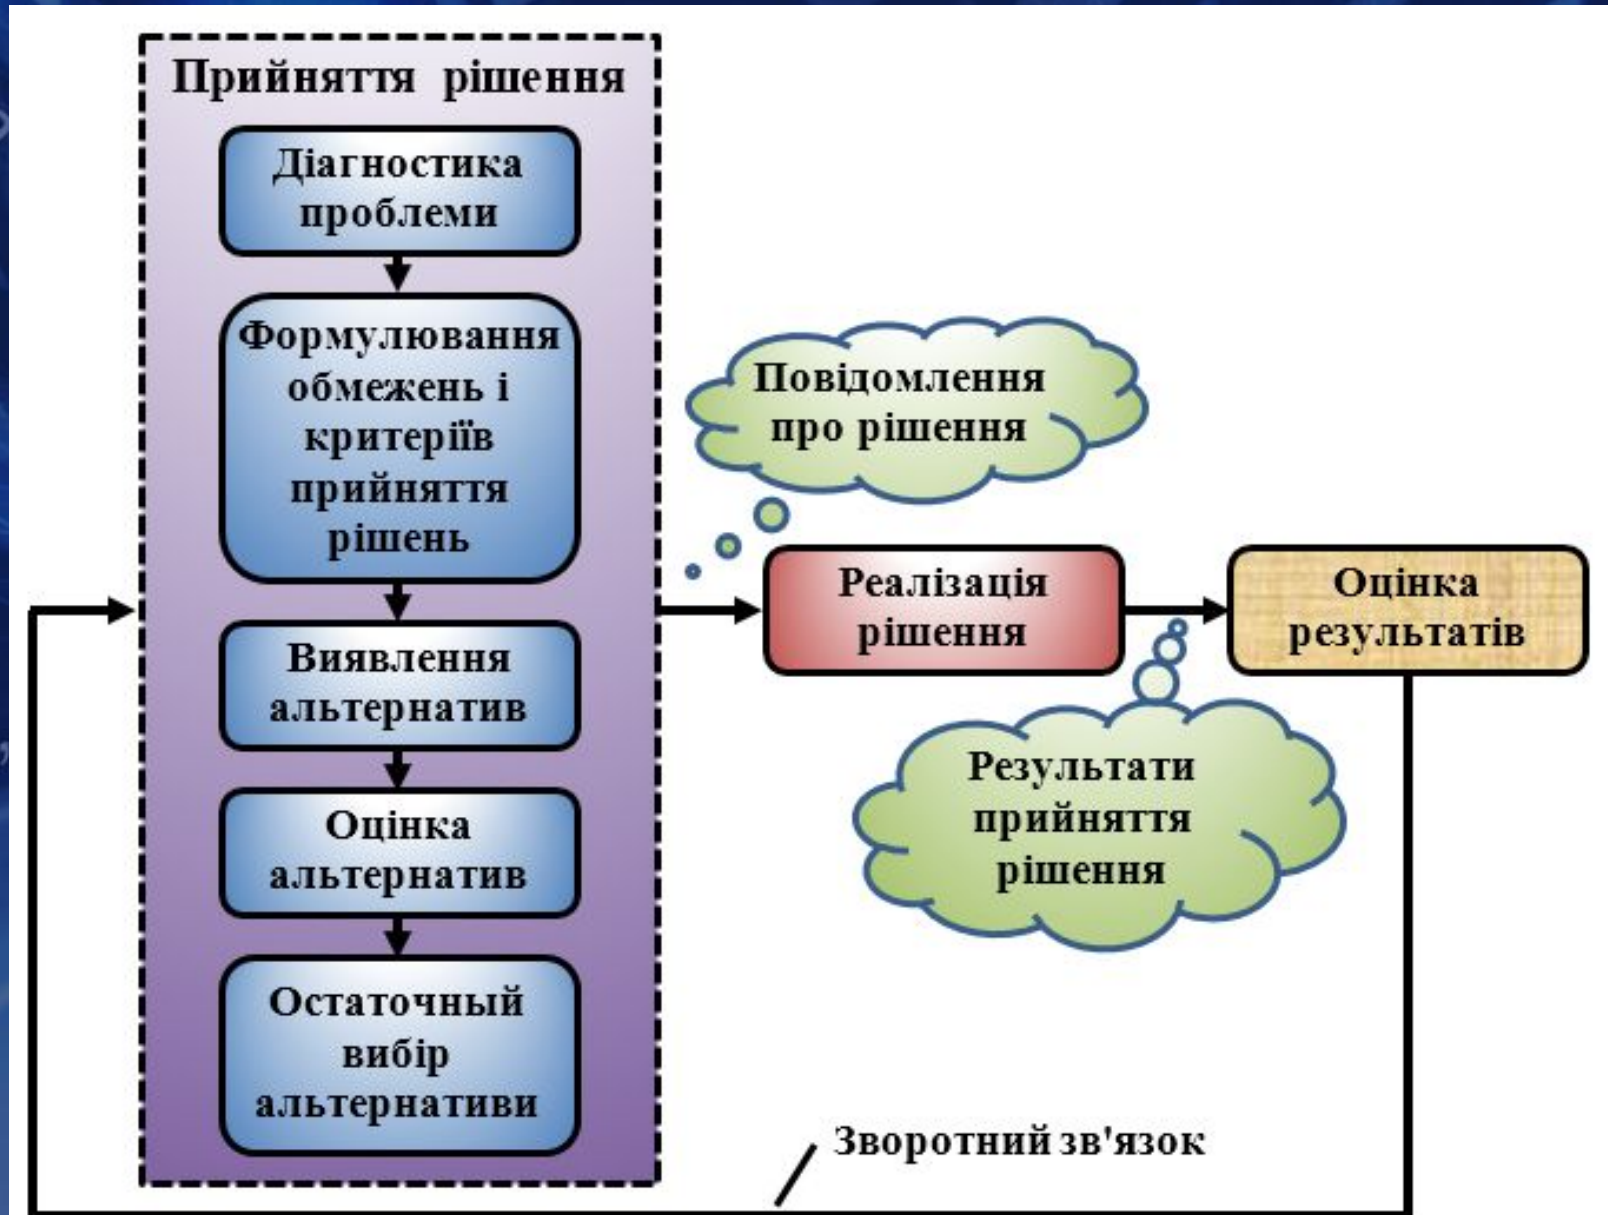 Прийняття рішення
Діагностика
проблеми
Формулювання
обмежень і
критеріїв
прийняття
рішень
Виявлення
альтернатив
Оцінка
альтернатив
Остаточный
вибір
альтернативи
Повідомлення
про рішення
Реалізація
рішення
Оцінка
результатів
Результати
прийняття
рішення
Зворотний зв'язок